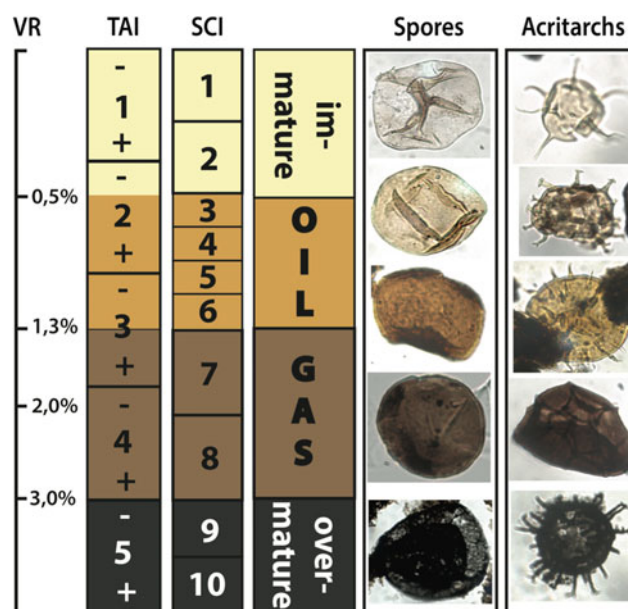 VR TAI SCI Spores Acritarchs
-
1
+
-
2
+
-
3
+
-
4
+
-
5
+
1
2
3
4
5
6
7
8
9
10
im-
mature
O
I
L
G
A
S
over-
mature
0,5%
1,3%
2,0%
3,0%